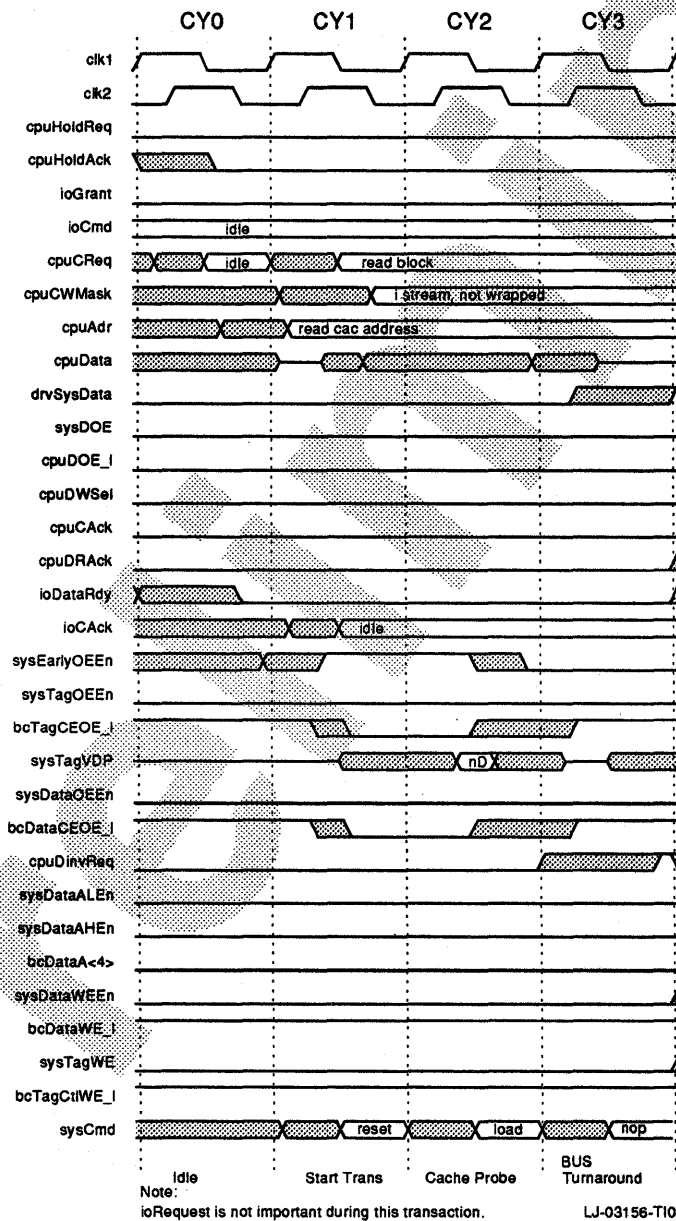 CY0 CY1 CY2 CY3
clk1
clk2
cpuHoldReq
cpuHoldAck
ioGrant
ioCmd idle
cpuCReq idle read block
cpuCWMask i stream, not wrapped
cpuAdr read cac address
cpuData
drvSysData
sysDOE
cpuDOE_l
cpuDWSel
cpuCAck
cpuDRAck
ioDataRdy
ioCAck idle
sysEarlyOEEn
sysTagOEEn
bcTagCEOE_l
sysTagVDP nD
sysDataOEEn
bcDataCEOE_l
cpuDInvReq
sysDataALEn
sysDataAHEn
bcDataA<4>
sysDataWEEn
bcDataWE_l
sysTagWE
bcTagCtlWE_l
sysCmd reset load nop
Idle Start Trans Cache Probe BUS Turnaround
Note:
ioRequest is not important during this transaction. LJ-03156-TI0